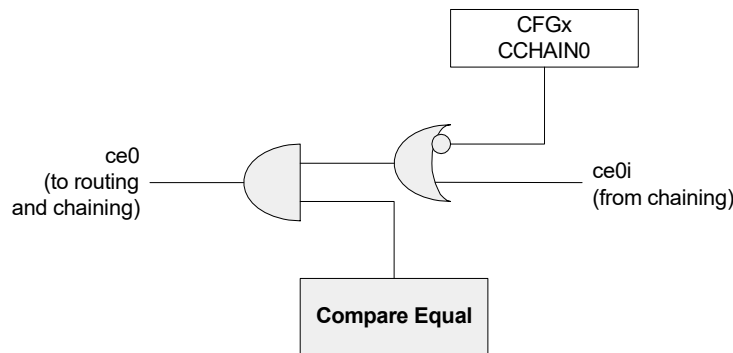 CFGx
CCHAIN0
ce0
(to routing
and chaining)
ce0i
(from chaining)
Compare Equal